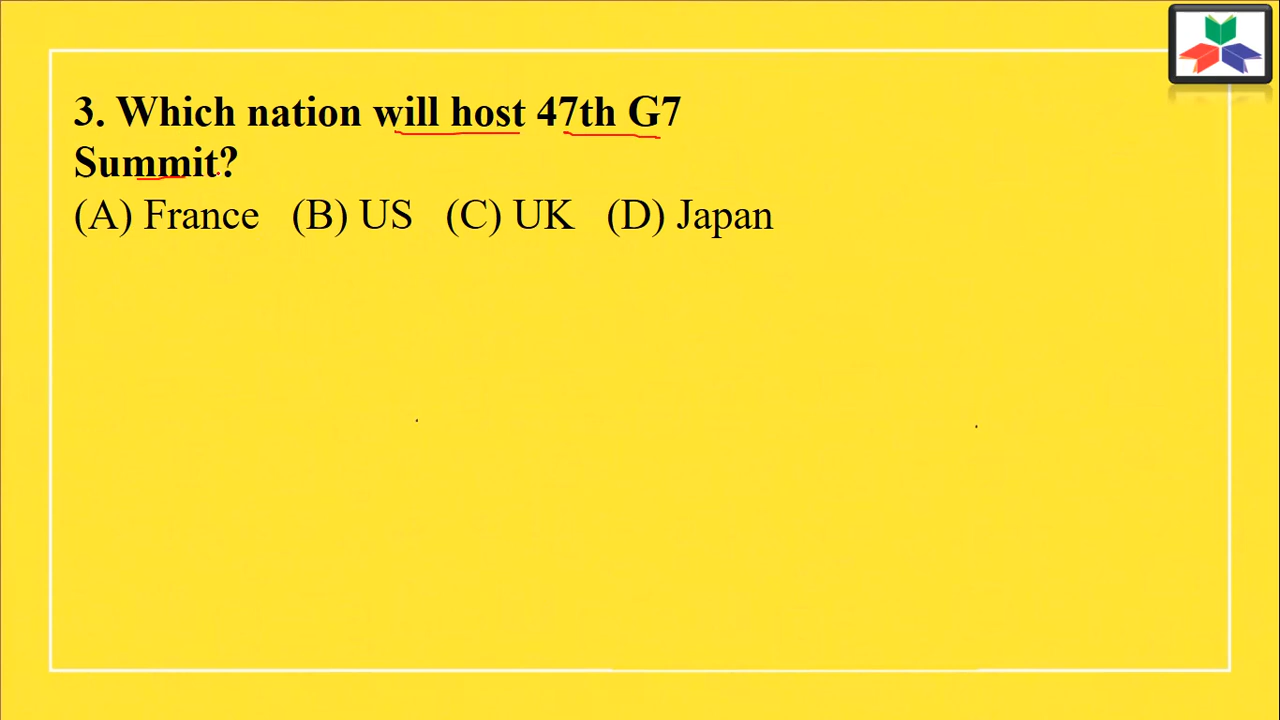 3. Which nation will host 47th G7
Summit?
(A) France (B) US (C) UK (D) Japan